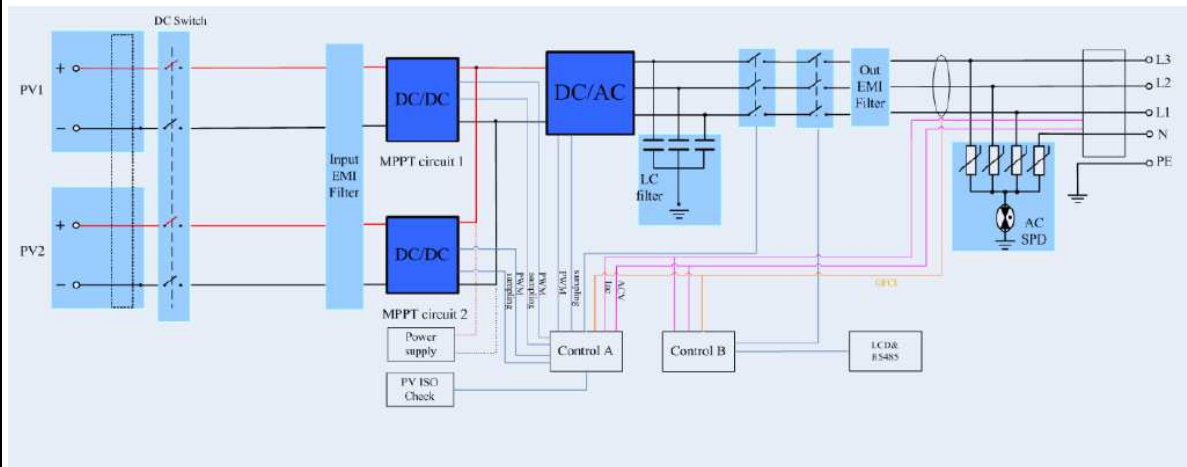 DC Switch
PV1
+
-
PV2
+
-
Input
EMI
Filter
DC/DC
MPPT circuit 1
DC/DC
MPPT circuit 2
DC/AC
LC
filter
Out
EMI
Filter
L3
L2
L1
N
PE
AC
SPD
sampling
PWM
sampling
PWM
PWM
sampling
ACV
GFCI
Power
supply
PV ISO
Check
Control A
Control B
LCD&
RS485